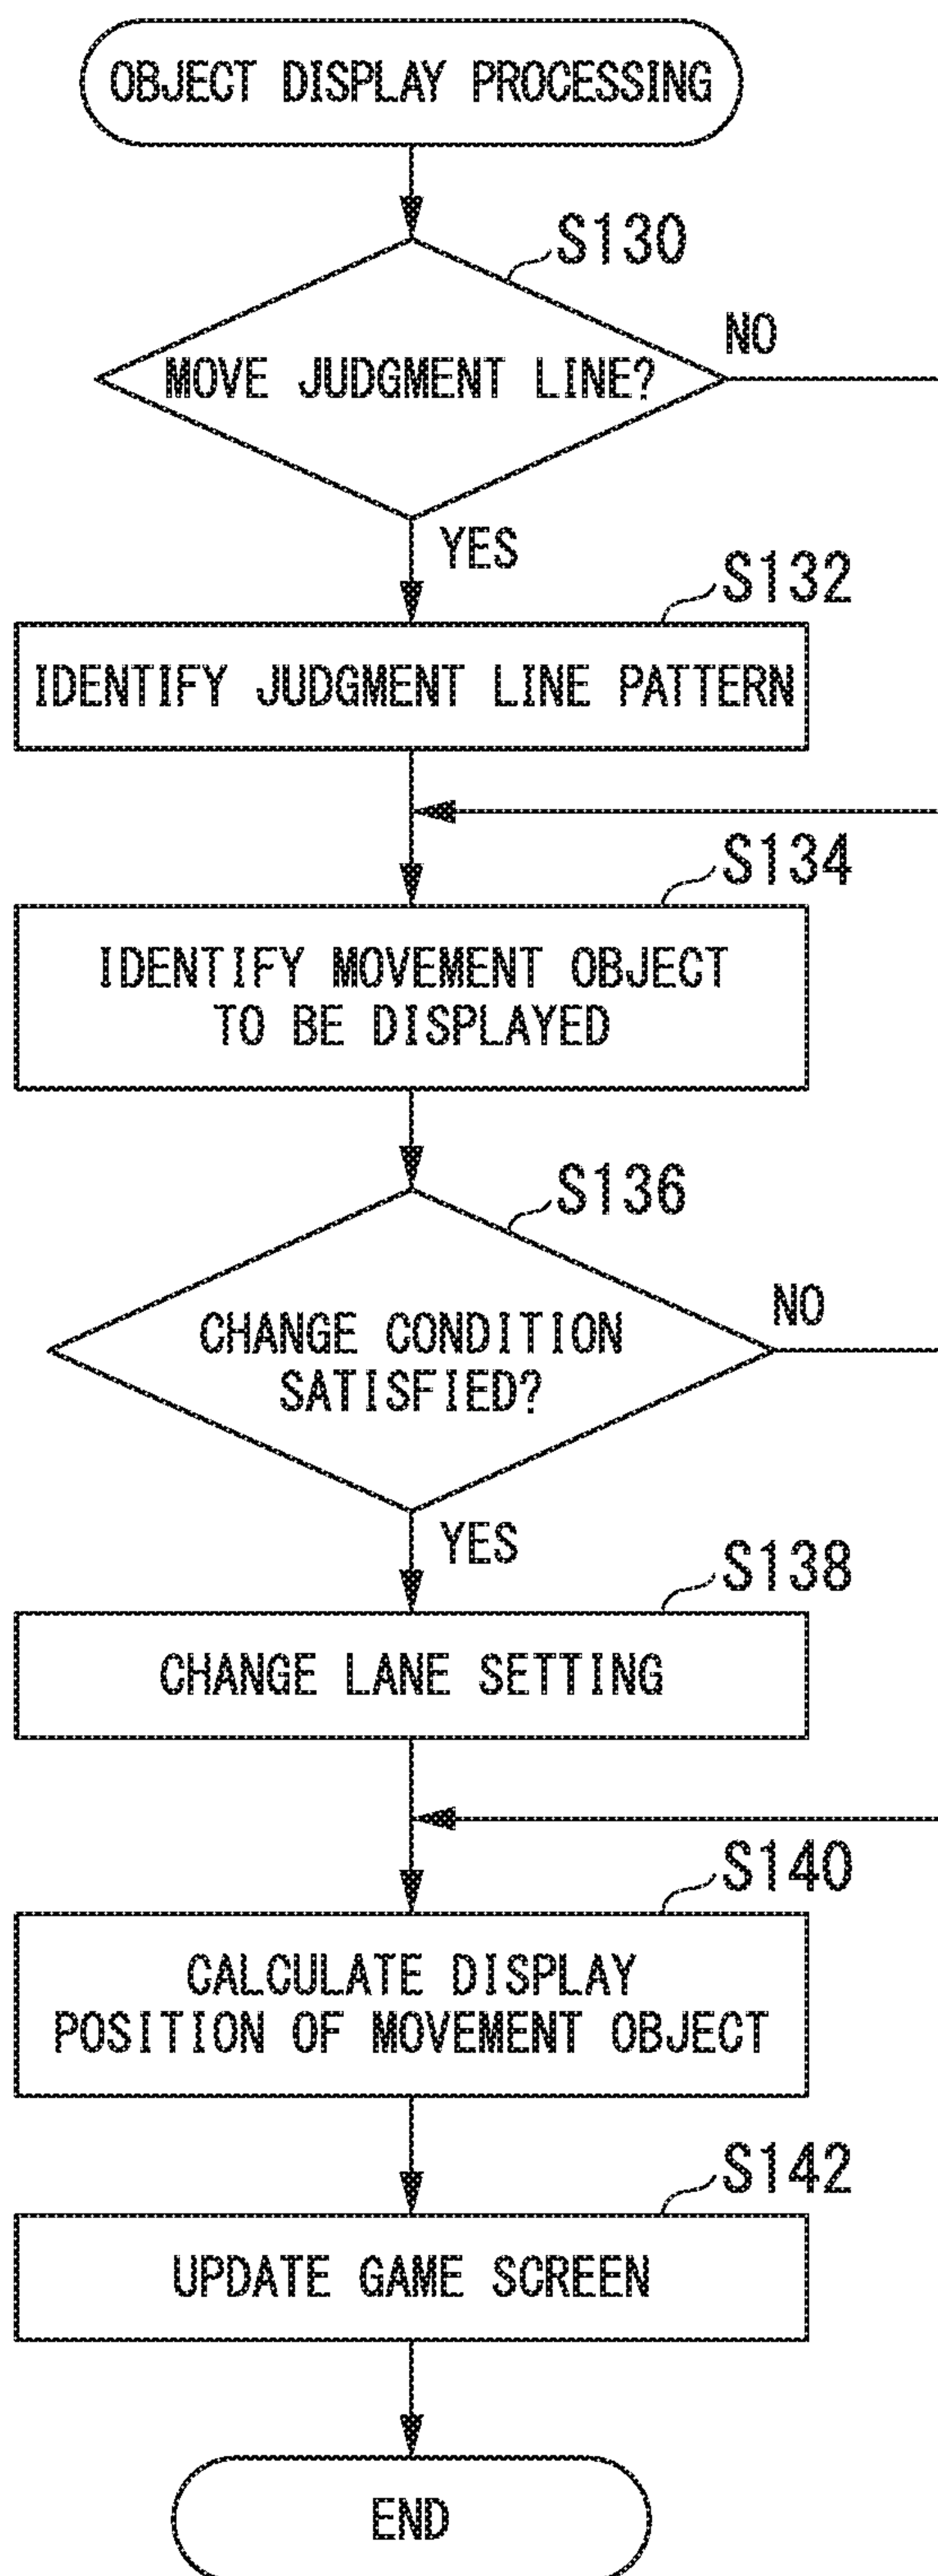 OBJECT DISPLAY PROCESSING
S130
MOVE JUDGMENT LINE?
NO
YES
S132
IDENTIFY JUDGMENT LINE PATTERN
S134
IDENTIFY MOVEMENT OBJECT
TO BE DISPLAYED
S136
CHANGE CONDITION
SATISFIED?
NO
YES
S138
CHANGE LANE SETTING
S140
CALCULATE DISPLAY
POSITION OF MOVEMENT OBJECT
S142
UPDATE GAME SCREEN
END